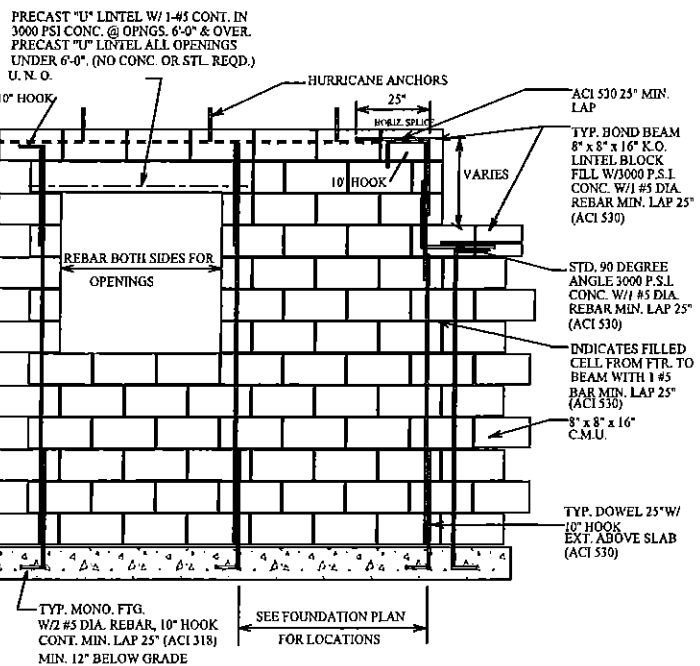 PRECAST "U" LINTEL W/ 1-#5 CONT. IN
3000 PSI CONC. @ OPNGS. 6'-0" & OVER.
PRECAST "U" LINTEL ALL OPENINGS
UNDER 6'-0". (NO CONC. OR STL. REQD.)
U. N. O.
10" HOOK
HURRICANE ANCHORS
25"
HORIZ. SPLICE
ACI 530 25" MIN.
LAP
TYP. BOND BEAM
8" x 8" x 16" K.O.
LINTEL BLOCK
FILL W/3000 P.S.I.
CONC. W/1 #5 DIA.
REBAR MIN. LAP 25"
(ACI 530)
VARIES
10' HOOK
REBAR BOTH SIDES FOR
OPENINGS
STD. 90 DEGREE
ANGLE 3000 P.S.I.
CONC. W/1 #5 DIA.
REBAR MIN. LAP 25"
(ACI 530)
INDICATES FILLED
CELL FROM FTR. TO
BEAM WITH 1 #5
BAR MIN. LAP 25"
(ACI 530)
8" x 8" x 16"
C.M.U.
TYP. DOWEL 25"W/
10" HOOK
EXT. ABOVE SLAB
(ACI 530)
TYP. MONO. FTG.
W/2 #5 DIA. REBAR, 10" HOOK
CONT. MIN. LAP 25" (ACI 318)
MIN. 12" BELOW GRADE
SEE FOUNDATION PLAN
FOR LOCATIONS